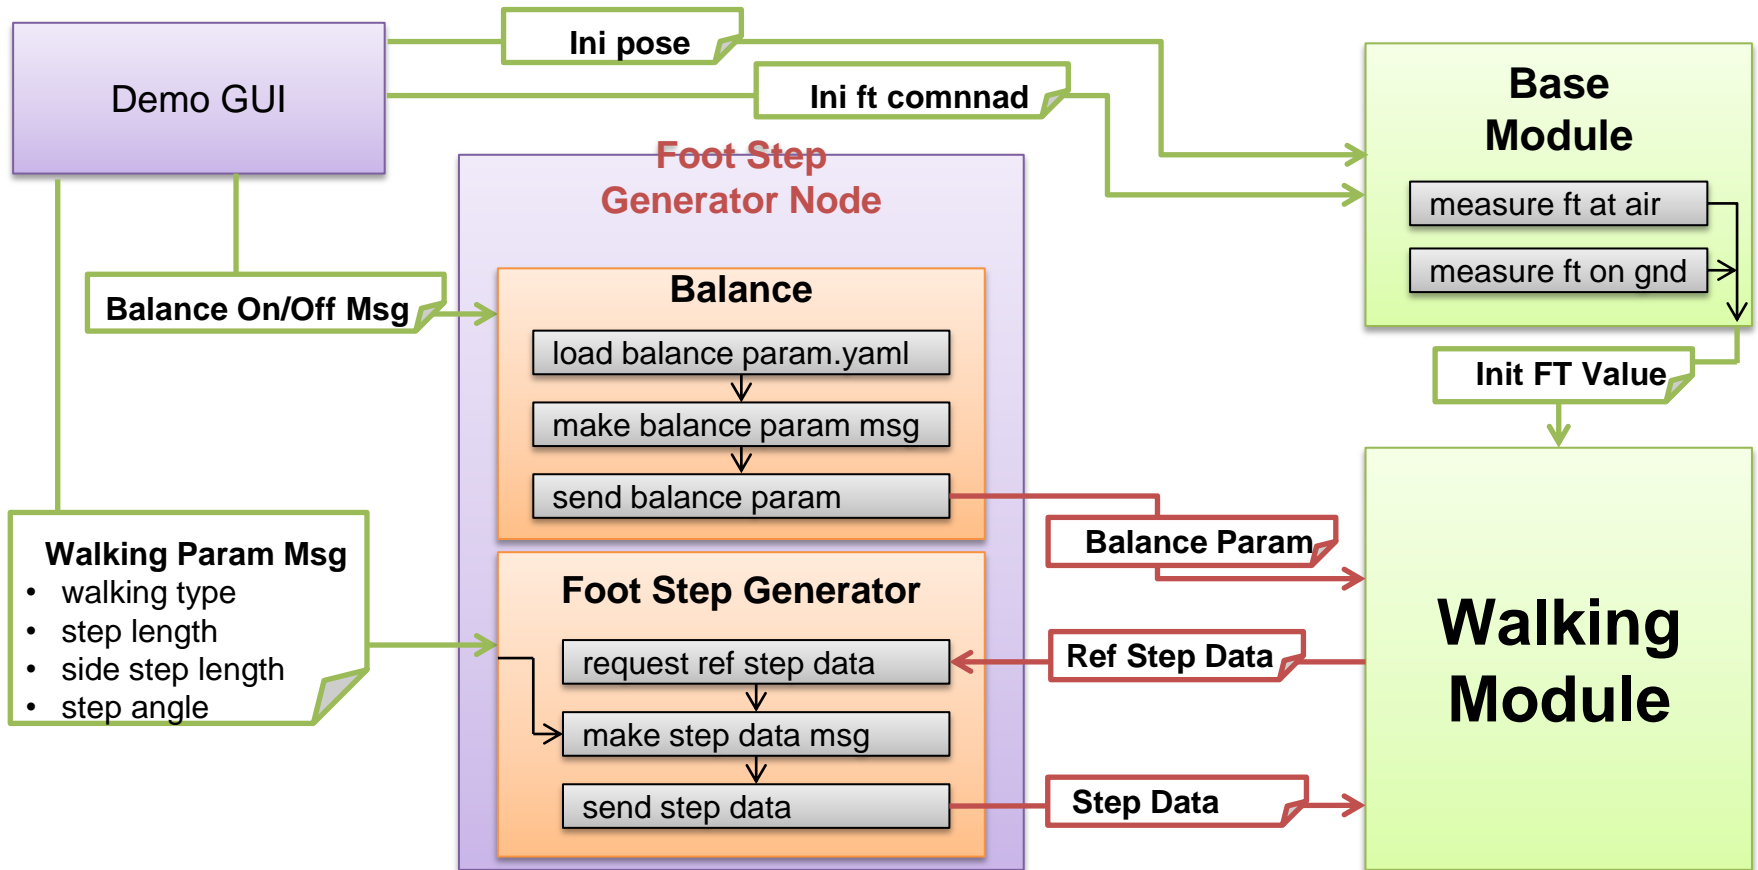 Demo GUI
Ini pose
Ini ft comnnad
Base
Module
measure ft at air
measure ft on gnd
Foot Step
Generator Node
Balance On/Off Msg
Balance
load balance param.yaml
make balance param msg
send balance param
Init FT Value
Walking Param Msg
• walking type
• step length
• side step length
• step angle
Foot Step Generator
request ref step data
make step data msg
send step data
Balance Param
Ref Step Data
Step Data
Walking
Module